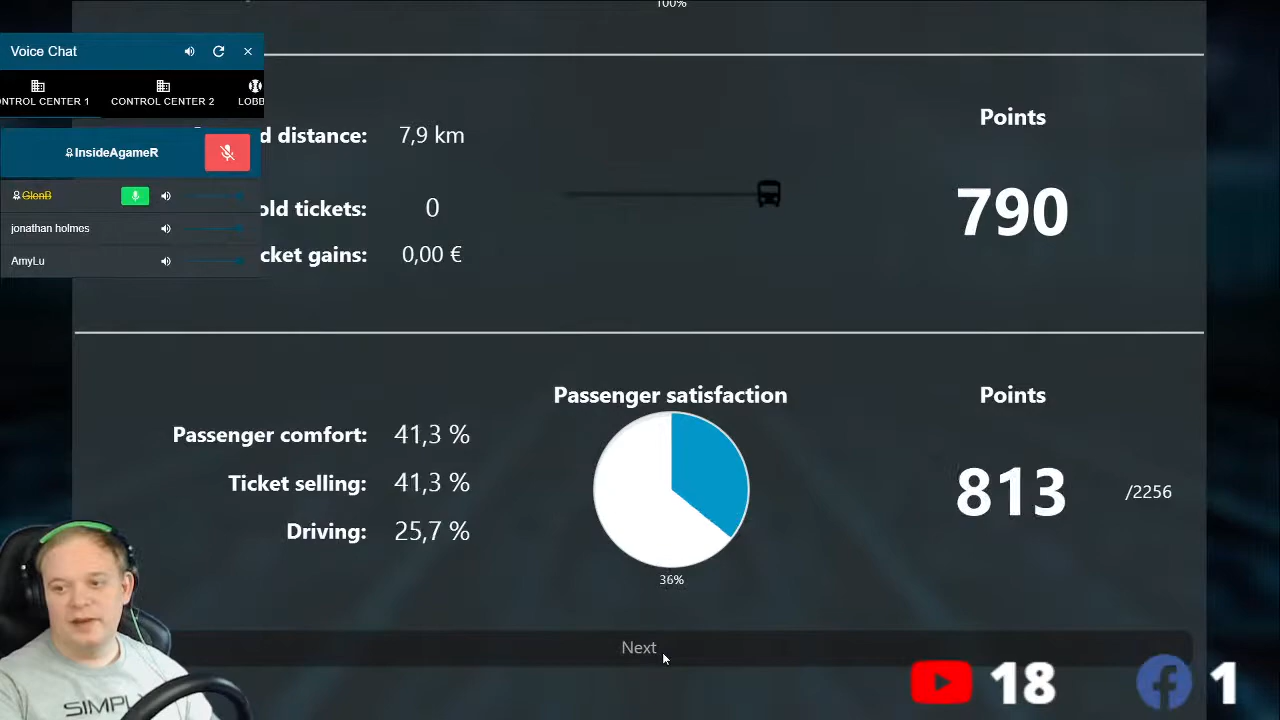 100%
Voice Chat
NTROL CENTER 1
CONTROL CENTER 2
LOBB
InsideAgameR
GlenB
jonathan holmes
AmyLu
d distance: 7,9 km
old tickets: 0
cket gains: 0,00 €
Points
790
Passenger satisfaction
Points
Passenger comfort: 41,3 %
Ticket selling: 41,3 %
Driving: 25,7 %
36%
813 /2256
Next
SIMPL
18
1